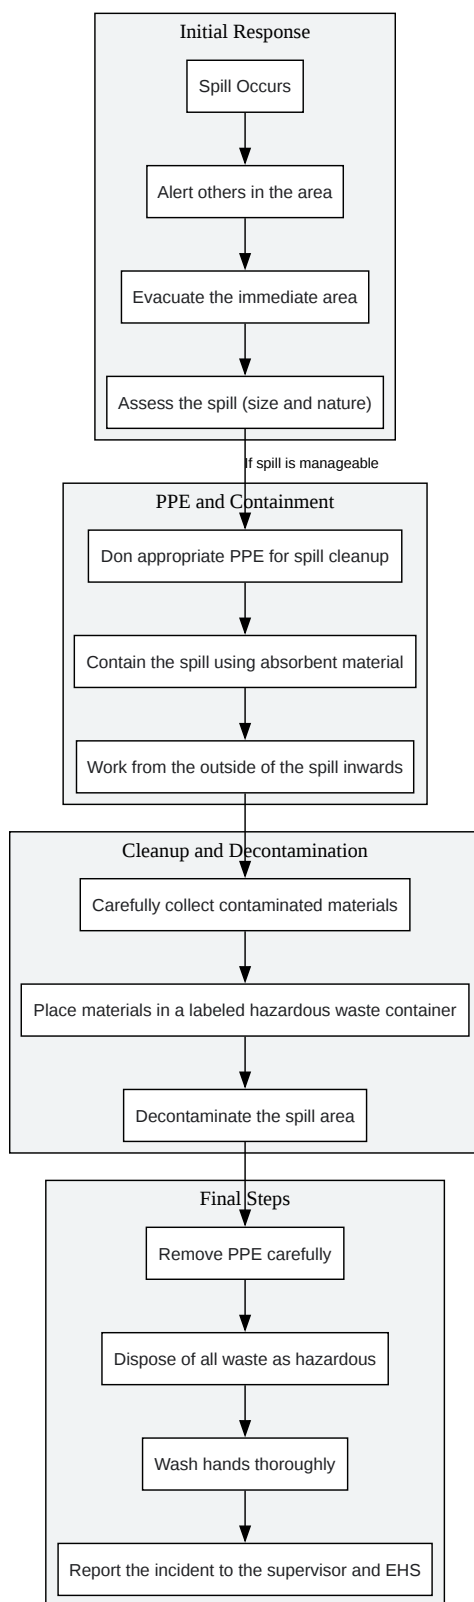 Initial Response
Spill Occurs
Alert others in the area
Evacuate the immediate area
Assess the spill (size and nature)
If spill is manageable
PPE and Containment
Don appropriate PPE for spill cleanup
Contain the spill using absorbent material
Work from the outside of the spill inwards
Cleanup and Decontamination
Carefully collect contaminated materials
Place materials in a labeled hazardous waste container
Decontaminate the spill area
Final Steps
Remove PPE carefully
Dispose of all waste as hazardous
Wash hands thoroughly
Report the incident to the supervisor and EHS